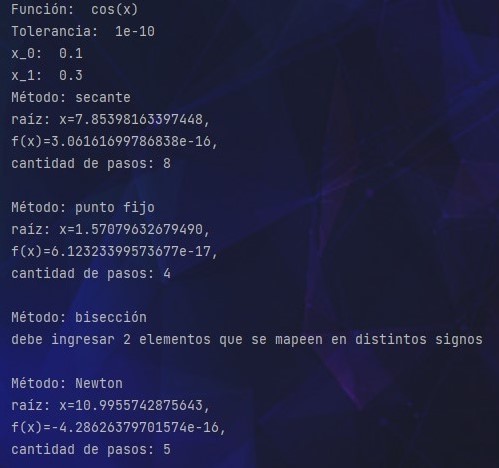 Función:  cos(x)
Tolerancia:  1e-10
x_0:  0.1
x_1:  0.3
Método: secante
raíz: x=7.85398163397448,
f(x)=3.06161699786838e-16,
cantidad de pasos: 8
Método: punto fijo
raíz: x=1.57079632679490,
f(x)=6.12323399573677e-17,
cantidad de pasos: 4
Método: bisección
debe ingresar 2 elementos que se mapeen en distintos signos
Método: Newton
raíz: x=10.9955742875643,
f(x)=-4.28626379701574e-16,
cantidad de pasos: 5